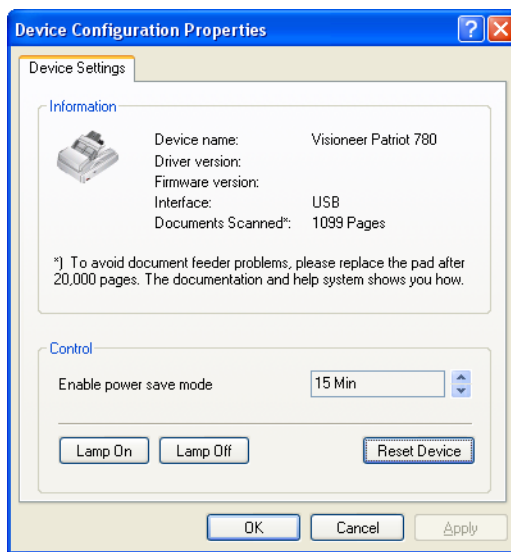 Device Configuration Properties
Device Settings
Information
Device name: Visioneer Patriot 780
Driver version:
Firmware version:
Interface: USB
Documents Scanned*: 1099 Pages
*) To avoid document feeder problems, please replace the pad after
20,000 pages. The documentation and help system shows you how.
Control
Enable power save mode 15 Min
Lamp On Lamp Off Reset Device
OK Cancel Apply